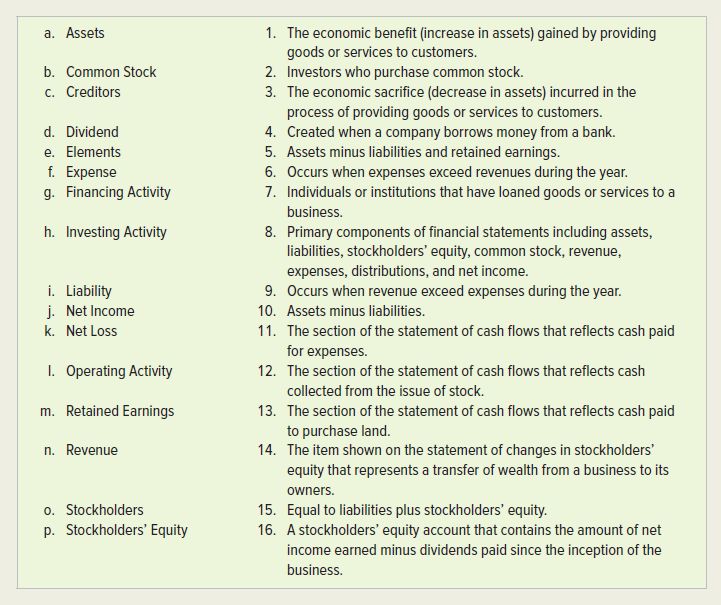 a. Assets 1. The economic benefit (increase in assets) gained by providing
goods or services to customers.
b. Common Stock 2. Investors who purchase common stock.
c. Creditors 3. The economic sacrifice (decrease in assets) incurred in the
process of providing goods or services to customers.
d. Dividend 4. Created when a company borrows money from a bank.
e. Elements 5. Assets minus liabilities and retained earnings.
f. Expense 6. Occurs when expenses exceed revenues during the year.
g. Financing Activity 7. Individuals or institutions that have loaned goods or services to a
business.
h. Investing Activity 8. Primary components of financial statements including assets,
liabilities, stockholders' equity, common stock, revenue,
expenses, distributions, and net income.
i. Liability 9. Occurs when revenue exceed expenses during the year.
j. Net Income 10. Assets minus liabilities.
k. Net Loss 11. The section of the statement of cash flows that reflects cash paid
for expenses.
l. Operating Activity 12. The section of the statement of cash flows that reflects cash
collected from the issue of stock.
m. Retained Earnings 13. The section of the statement of cash flows that reflects cash paid
to purchase land.
n. Revenue 14. The item shown on the statement of changes in stockholders'
equity that represents a transfer of wealth from a business to its
owners.
o. Stockholders 15. Equal to liabilities plus stockholders' equity.
p. Stockholders' Equity 16. A stockholders' equity account that contains the amount of net
income earned minus dividends paid since the inception of the
business.